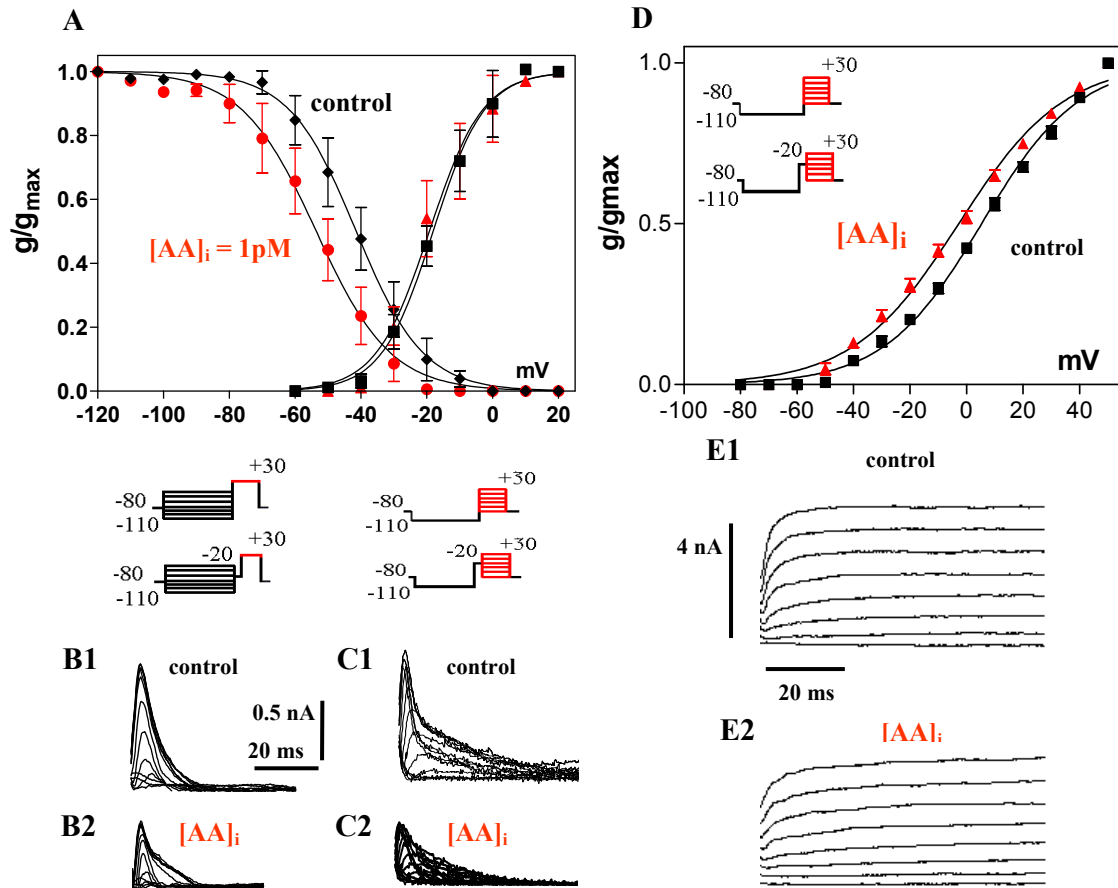 A
g/gmax
1.0
0.8
0.6
0.4
0.2
0.0
control
[AA]i = 1pM
mV
-120 -100 -80 -60 -40 -20 0 20
+30
-80
-110
+30
-20
-80
-110
+30
-80
-110
-20 +30
-80
-110
B1
control
0.5 nA
20 ms
B2
[AA]i
C1
C2
[AA]i
D
g/gmax
1.0
0.5
0.0
+30
-80
-110
-20 +30
-80
-110
[AA]i
control
mV
-100 -80 -60 -40 -20 0 20 40
E1
control
4 nA
20 ms
E2
[AA]i